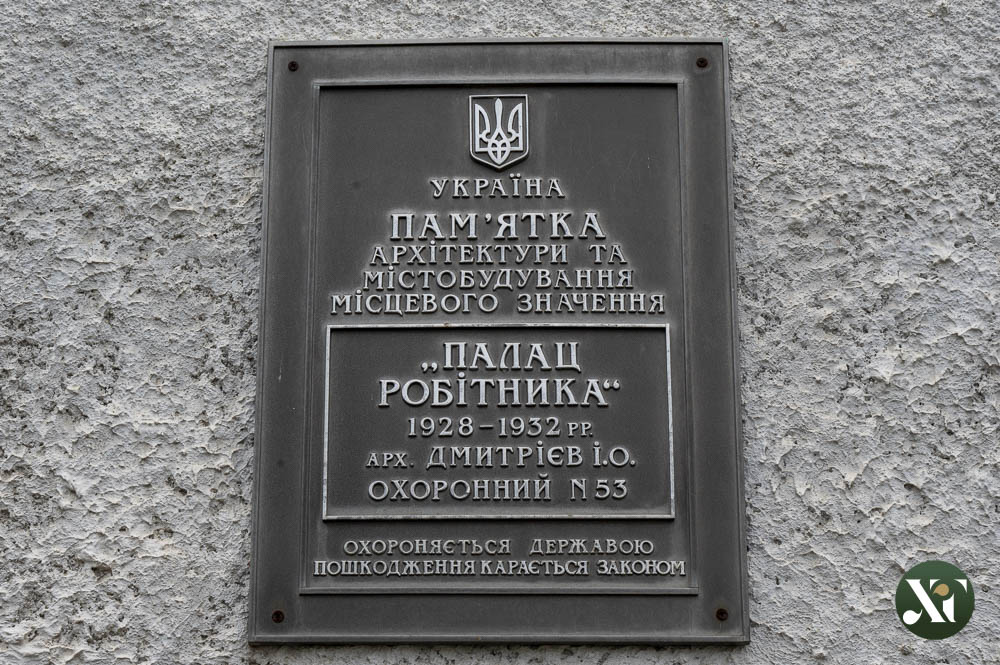 УКРАЇНА
ПАМ'ЯТКА
АРХІТЕКТУРИ ТА
МІСТОБУДУВАННЯ
МІСЦЕВОГО ЗНАЧЕННЯ
„ПАЛАЦ
РОБІТНИКА“
1928-1932 РР.
АРХ. ДМИТРІЄВ І.О.
ОХОРОННИЙ N 53
ОХОРОНЯЄТЬСЯ ДЕРЖАВОЮ
ПОШКОДЖЕННЯ КАРАЄТЬСЯ ЗАКОНОМ